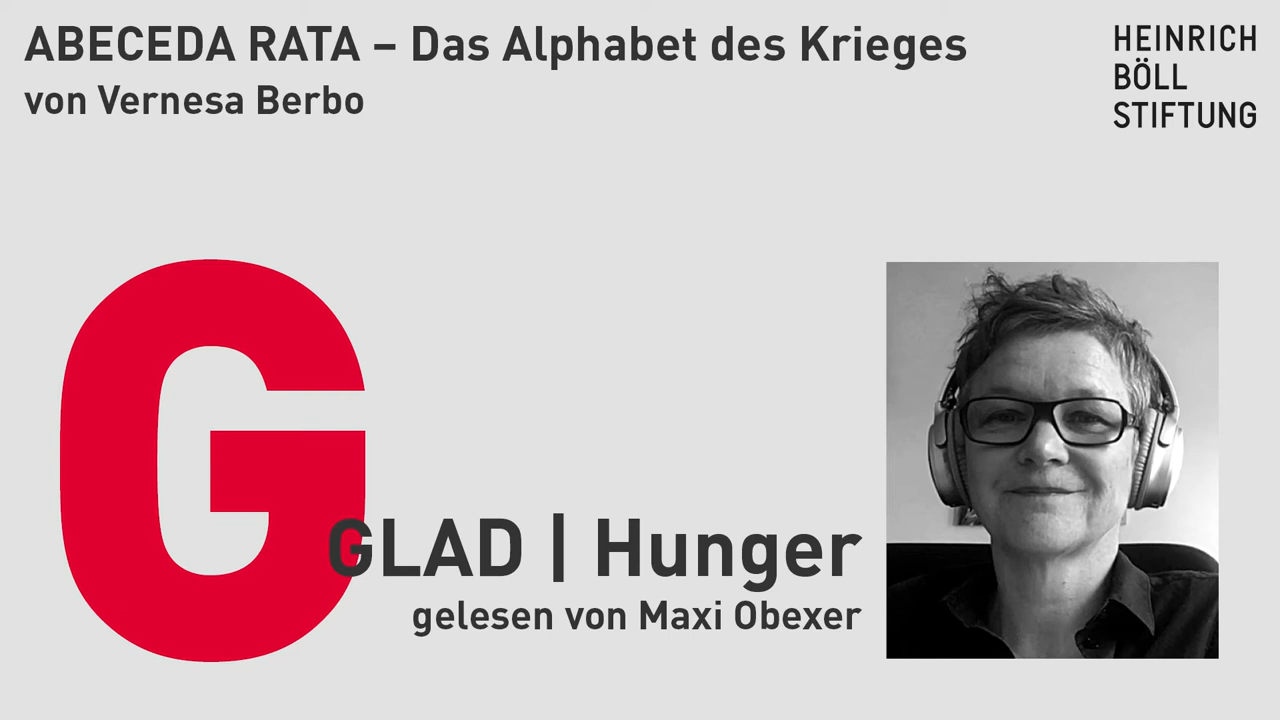 ABECEDA RATA – Das Alphabet des Krieges
von Vernesa Berbo
HEINRICH
BÖLL
STIFTUNG
G
GLAD | Hunger
gelesen von Maxi Obexer